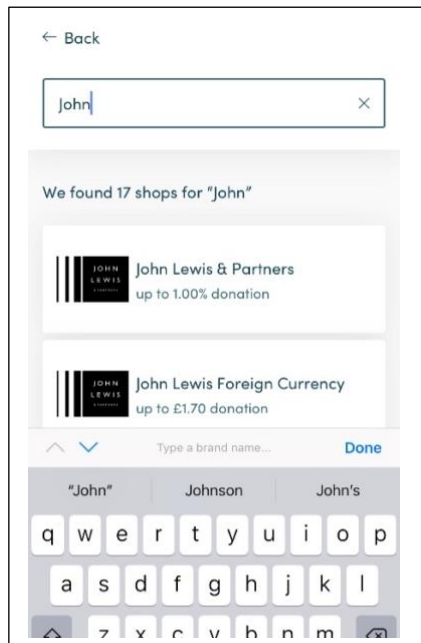 ← Back
John
We found 17 shops for “John”
JOHN
LEWIS
John Lewis & Partners
up to 1.00% donation
JOHN
LEWIS
John Lewis Foreign Currency
up to £1.70 donation
Type a brand name...
Done
“John” Johnson John's
q w e r t y u i o p
a s d f g h j k l
z x c v b n m